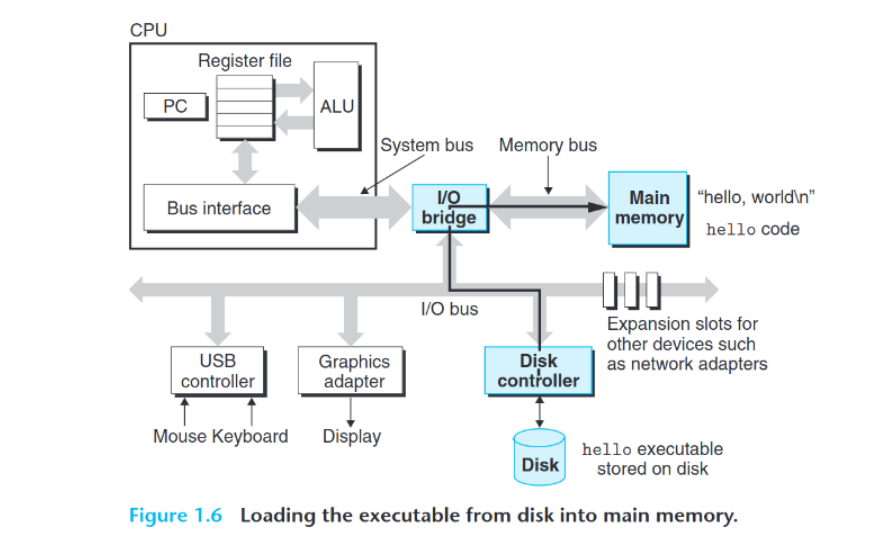 CPU
Register file
PC
ALU
System bus
Memory bus
Bus interface
I/O
bridge
Main
memory
“hello, world\n”
hello code
I/O bus
Expansion slots for
other devices such
as network adapters
USB
controller
Graphics
adapter
Disk
controller
Mouse Keyboard
Display
Disk
hello executable
stored on disk
Figure 1.6 Loading the executable from disk into main memory.